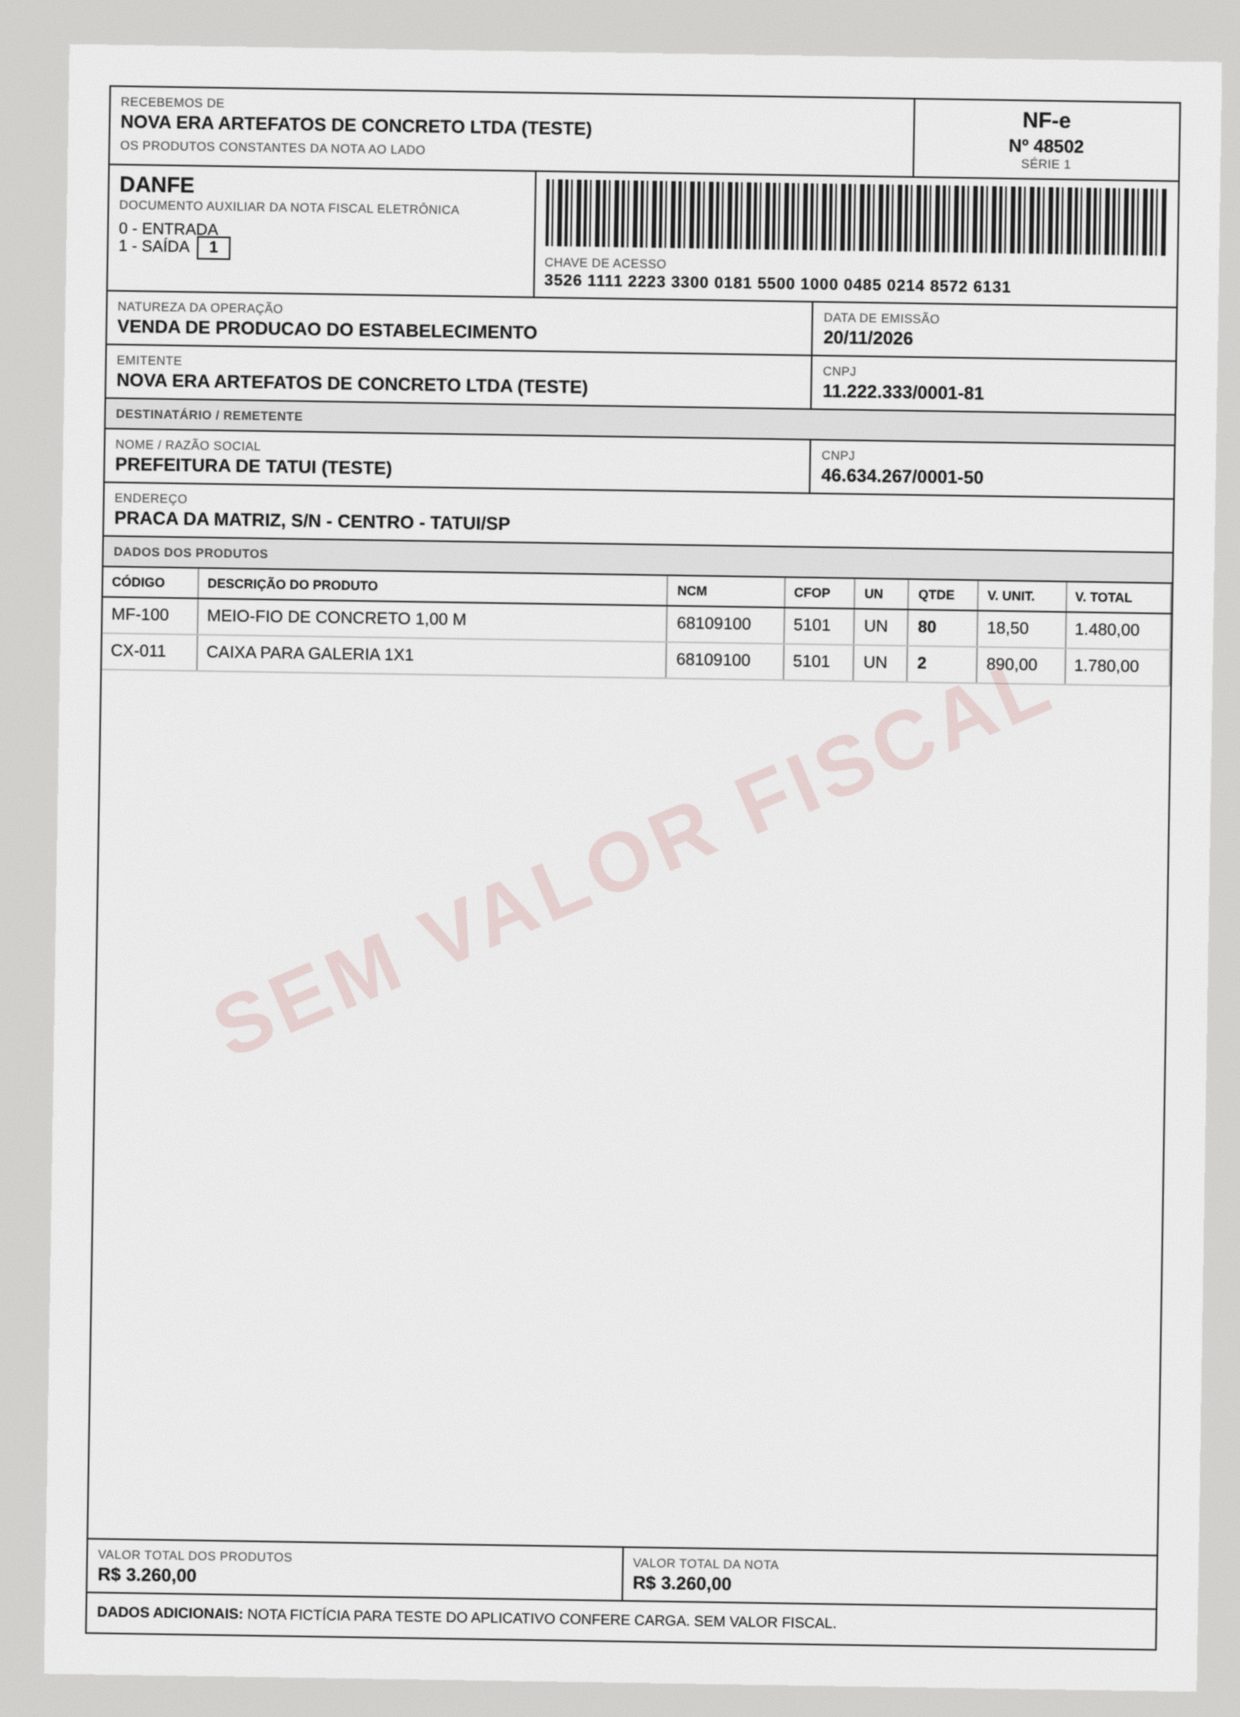 RECEBEMOS DE
NOVA ERA ARTEFATOS DE CONCRETO LTDA (TESTE)
OS PRODUTOS CONSTANTES DA NOTA AO LADO
NF-e
Nº 48502
SÉRIE 1
DANFE
DOCUMENTO AUXILIAR DA NOTA FISCAL ELETRÔNICA
0 - ENTRADA
1 - SAÍDA 1
CHAVE DE ACESSO
3526 1111 2223 3300 0181 5500 1000 0485 0214 8572 6131
NATUREZA DA OPERAÇÃO
VENDA DE PRODUCAO DO ESTABELECIMENTO
DATA DE EMISSÃO
20/11/2026
EMITENTE
NOVA ERA ARTEFATOS DE CONCRETO LTDA (TESTE)
CNPJ
11.222.333/0001-81
DESTINATÁRIO / REMETENTE
NOME / RAZÃO SOCIAL
PREFEITURA DE TATUI (TESTE)
CNPJ
46.634.267/0001-50
ENDEREÇO
PRACA DA MATRIZ, S/N - CENTRO - TATUI/SP
DADOS DOS PRODUTOS
CÓDIGO DESCRIÇÃO DO PRODUTO NCM CFOP UN QTDE V. UNIT. V. TOTAL
MF-100 MEIO-FIO DE CONCRETO 1,00 M 68109100 5101 UN 80 18,50 1.480,00
CX-011 CAIXA PARA GALERIA 1X1 68109100 5101 UN 2 890,00 1.780,00
SEM VALOR FISCAL
VALOR TOTAL DOS PRODUTOS
R$ 3.260,00
VALOR TOTAL DA NOTA
R$ 3.260,00
DADOS ADICIONAIS: NOTA FICTÍCIA PARA TESTE DO APLICATIVO CONFERE CARGA. SEM VALOR FISCAL.